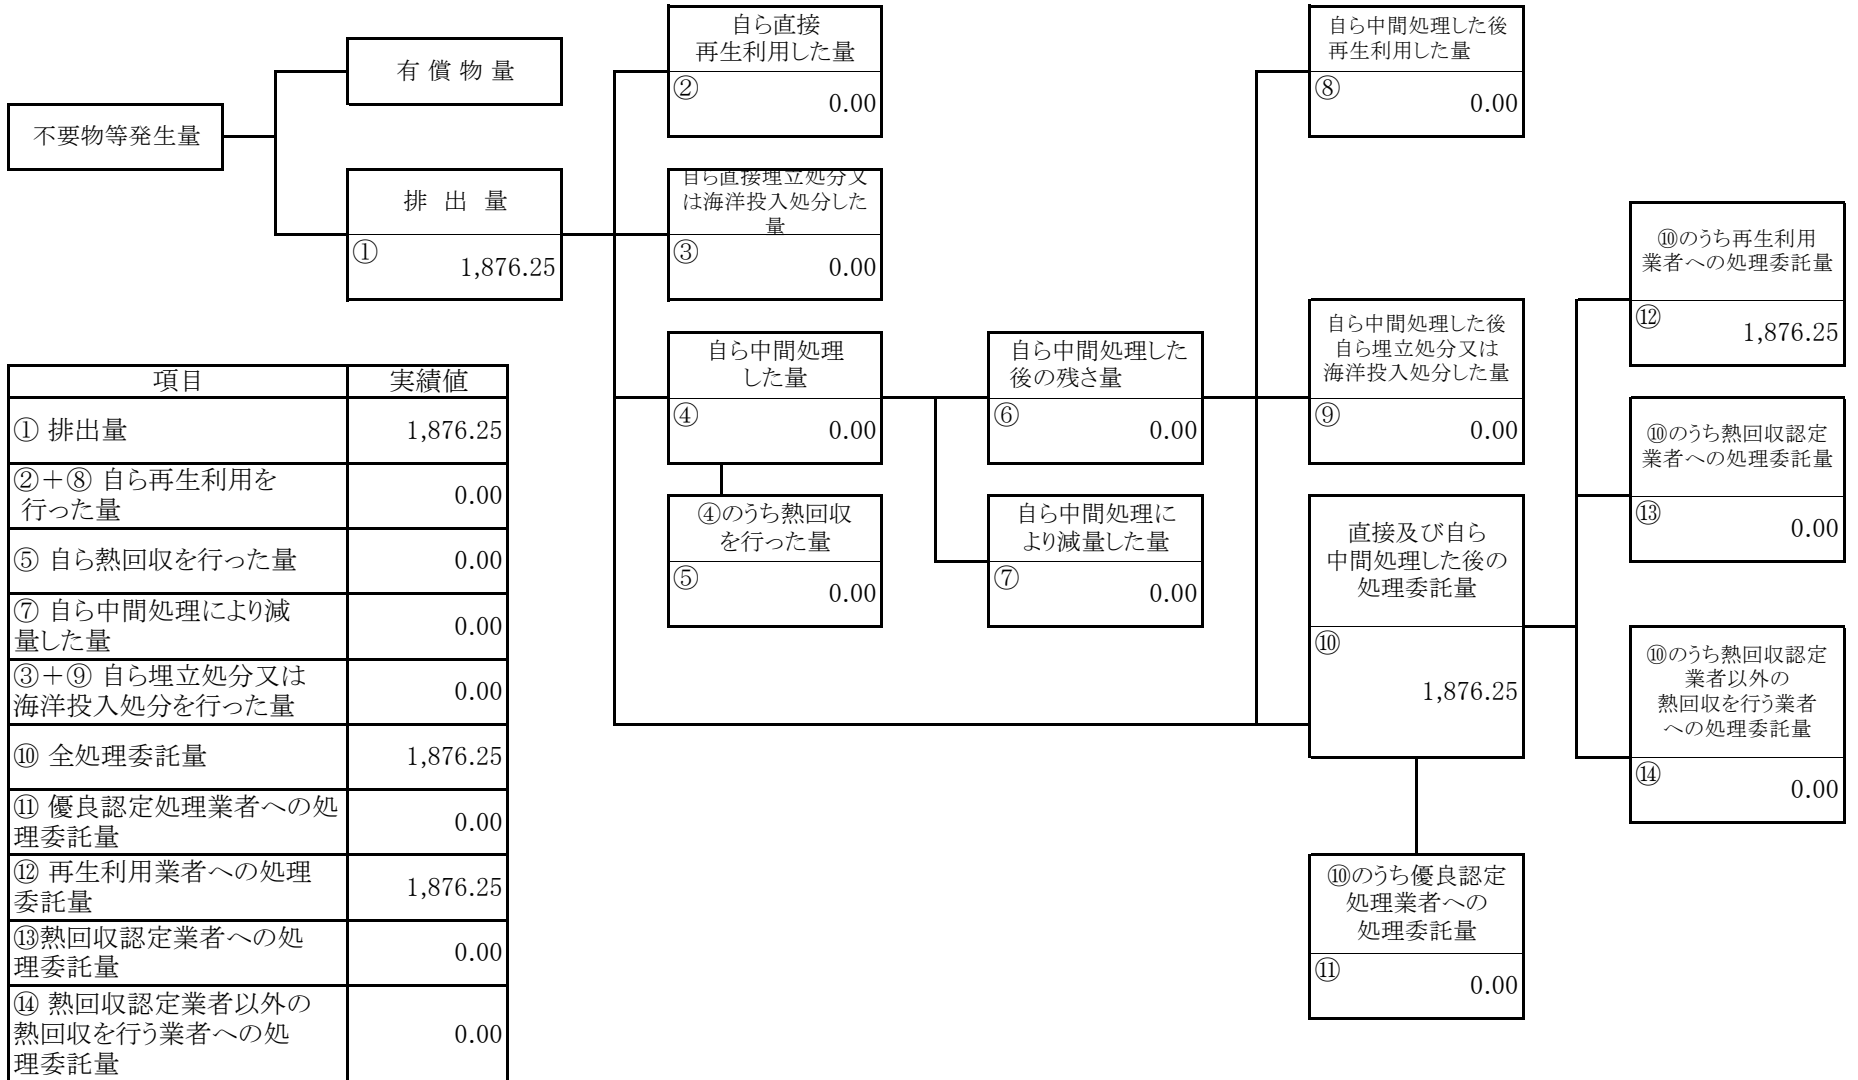 不要物等発生量
有 償 物 量
排 出 量
①
1,876.25
自ら直接
再生利用した量
②
0.00
自ら直接埋立処分又
は海洋投入処分した
量
③
0.00
自ら中間処理
した量
④
0.00
④のうち熱回収
を行った量
⑤
0.00
自ら中間処理した
後の残さ量
⑥
0.00
自ら中間処理に
より減量した量
⑦
0.00
自ら中間処理した後
再生利用した量
⑧
0.00
自ら中間処理した後
自ら埋立処分又は
海洋投入処分した量
⑨
0.00
直接及び自ら
中間処理した後の
処理委託量
⑩
1,876.25
⑩のうち優良認定
処理業者への
処理委託量
⑪
0.00
⑩のうち再生利用
業者への処理委託量
⑫
1,876.25
⑩のうち熱回収認定
業者への処理委託量
⑬
0.00
⑩のうち熱回収認定
業者以外の
熱回収を行う業者
への処理委託量
⑭
0.00
項目 実績値
① 排出量 1,876.25
②＋⑧ 自ら再生利用を
行った量 0.00
⑤ 自ら熱回収を行った量 0.00
⑦ 自ら中間処理により減
量した量 0.00
③＋⑨ 自ら埋立処分又は
海洋投入処分を行った量 0.00
⑩ 全処理委託量 1,876.25
⑪ 優良認定処理業者への処
理委託量 0.00
⑫ 再生利用業者への処理
委託量 1,876.25
⑬熱回収認定業者への処
理委託量 0.00
⑭ 熱回収認定業者以外の
熱回収を行う業者への処
理委託量 0.00